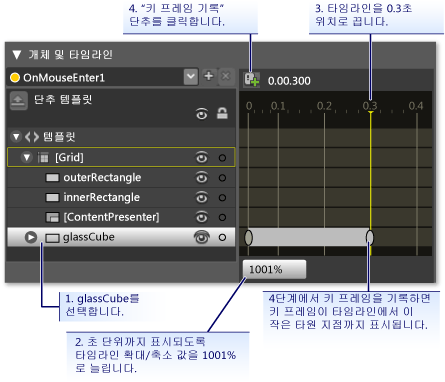 4. “키 프레임 기록”
단추를 클릭합니다.
3. 타임라인을 0.3초
위치로 끕니다.
개체 및 타임라인
OnMouseEnter1
0.00.300
단추 템플릿
0
0.1
0.2
0.3
0.4
템플릿
[Grid]
outerRectangle
innerRectangle
[ContentPresenter]
glassCube
1001%
1. glassCube를
선택합니다.
4단계에서 키 프레임을 기록하면
키 프레임이 타임라인에서 이
작은 타원 지점까지 표시됩니다.
2. 초 단위까지 표시되도록
타임라인 확대/축소 값을 1001%
로 늘립니다.